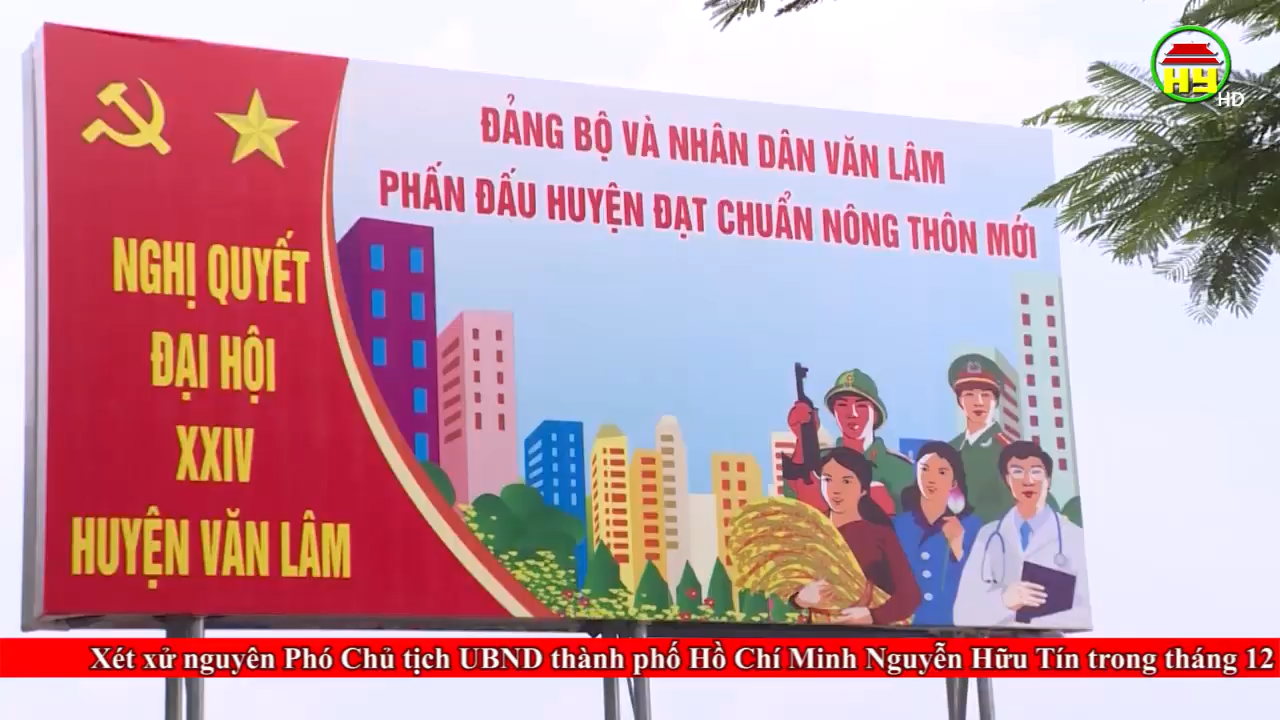 HY
HD
ĐẢNG BỘ VÀ NHÂN DÂN VĂN LÂM
PHẤN ĐẤU HUYỆN ĐẠT CHUẨN NÔNG THÔN MỚI
NGHỊ QUYẾT
ĐẠI HỘI
XXIV
HUYỆN VĂN LÂM
Xét xử nguyên Phó Chủ tịch UBND thành phố Hồ Chí Minh Nguyễn Hữu Tín trong tháng 12